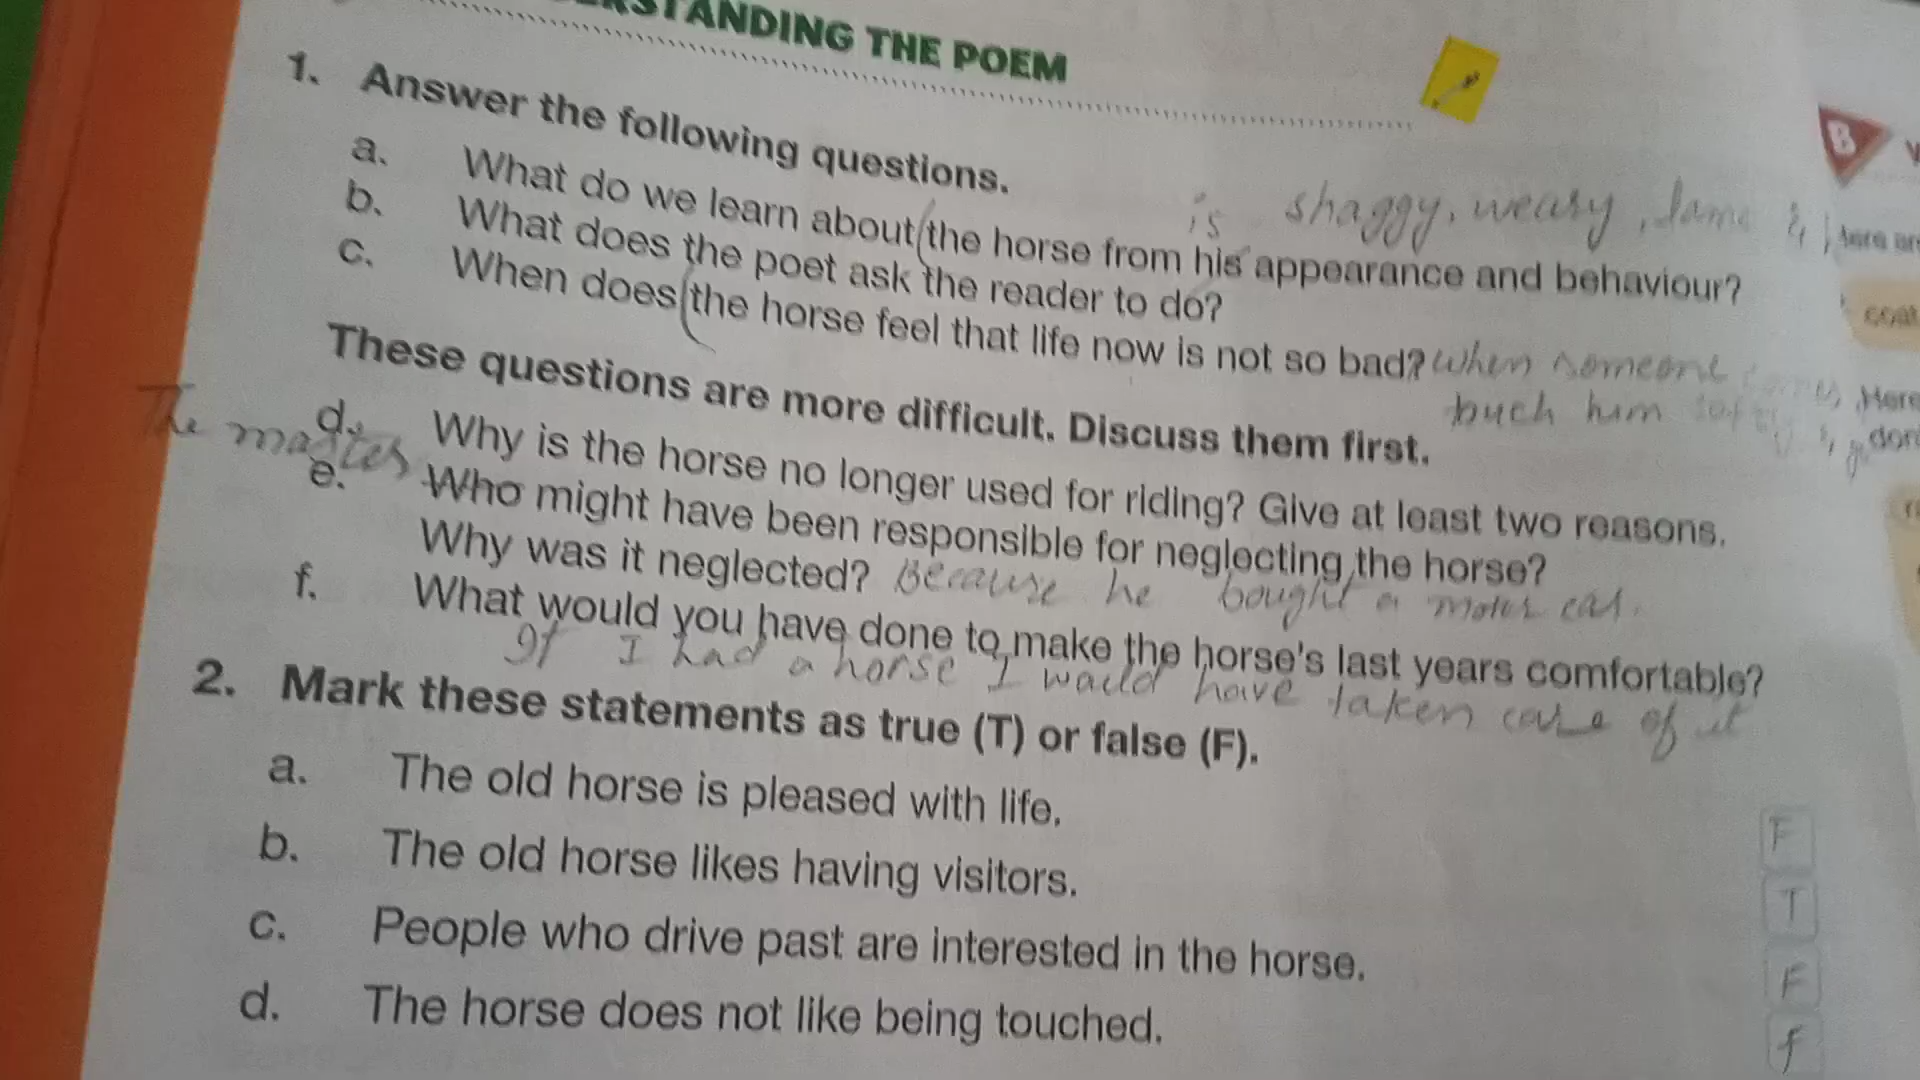 UNDERSTANDING THE POEM
1. Answer the following questions.
is shaggy, weary, lame &
a. What do we learn about the horse from his appearance and behaviour?
b. What does the poet ask the reader to do?
c. When does the horse feel that life now is not so bad? When someone
him
These questions are more difficult. Discuss them first.
d. Why is the horse no longer used for riding? Give at least two reasons.
The master
e. Who might have been responsible for neglecting the horse?
Why was it neglected? Because he bought a motor car.
f. What would you have done to make the horse's last years comfortable?
If I had a horse I would have taken care of it
2. Mark these statements as true (T) or false (F).
a. The old horse is pleased with life. F
b. The old horse likes having visitors. T
c. People who drive past are interested in the horse. F
d. The horse does not like being touched. f
B
Here